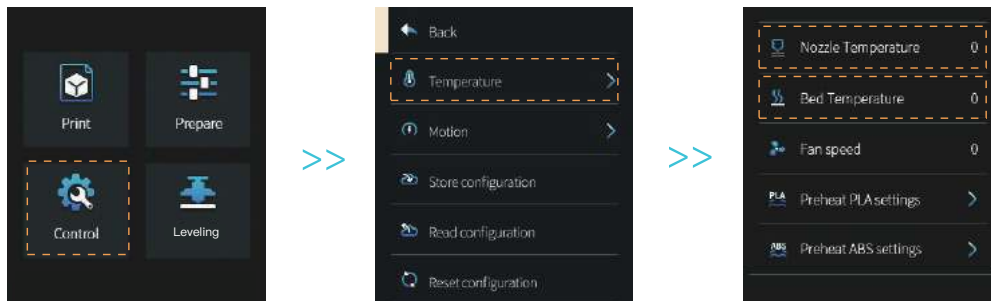 Print
Prepare
Control
Leveling
>>
Back
Temperature
Motion
Store configuration
Read configuration
Reset configuration
>>
Nozzle Temperature 0
Bed Temperature 0
Fan speed 0
PLA Preheat PLA settings
ABS Preheat ABS settings